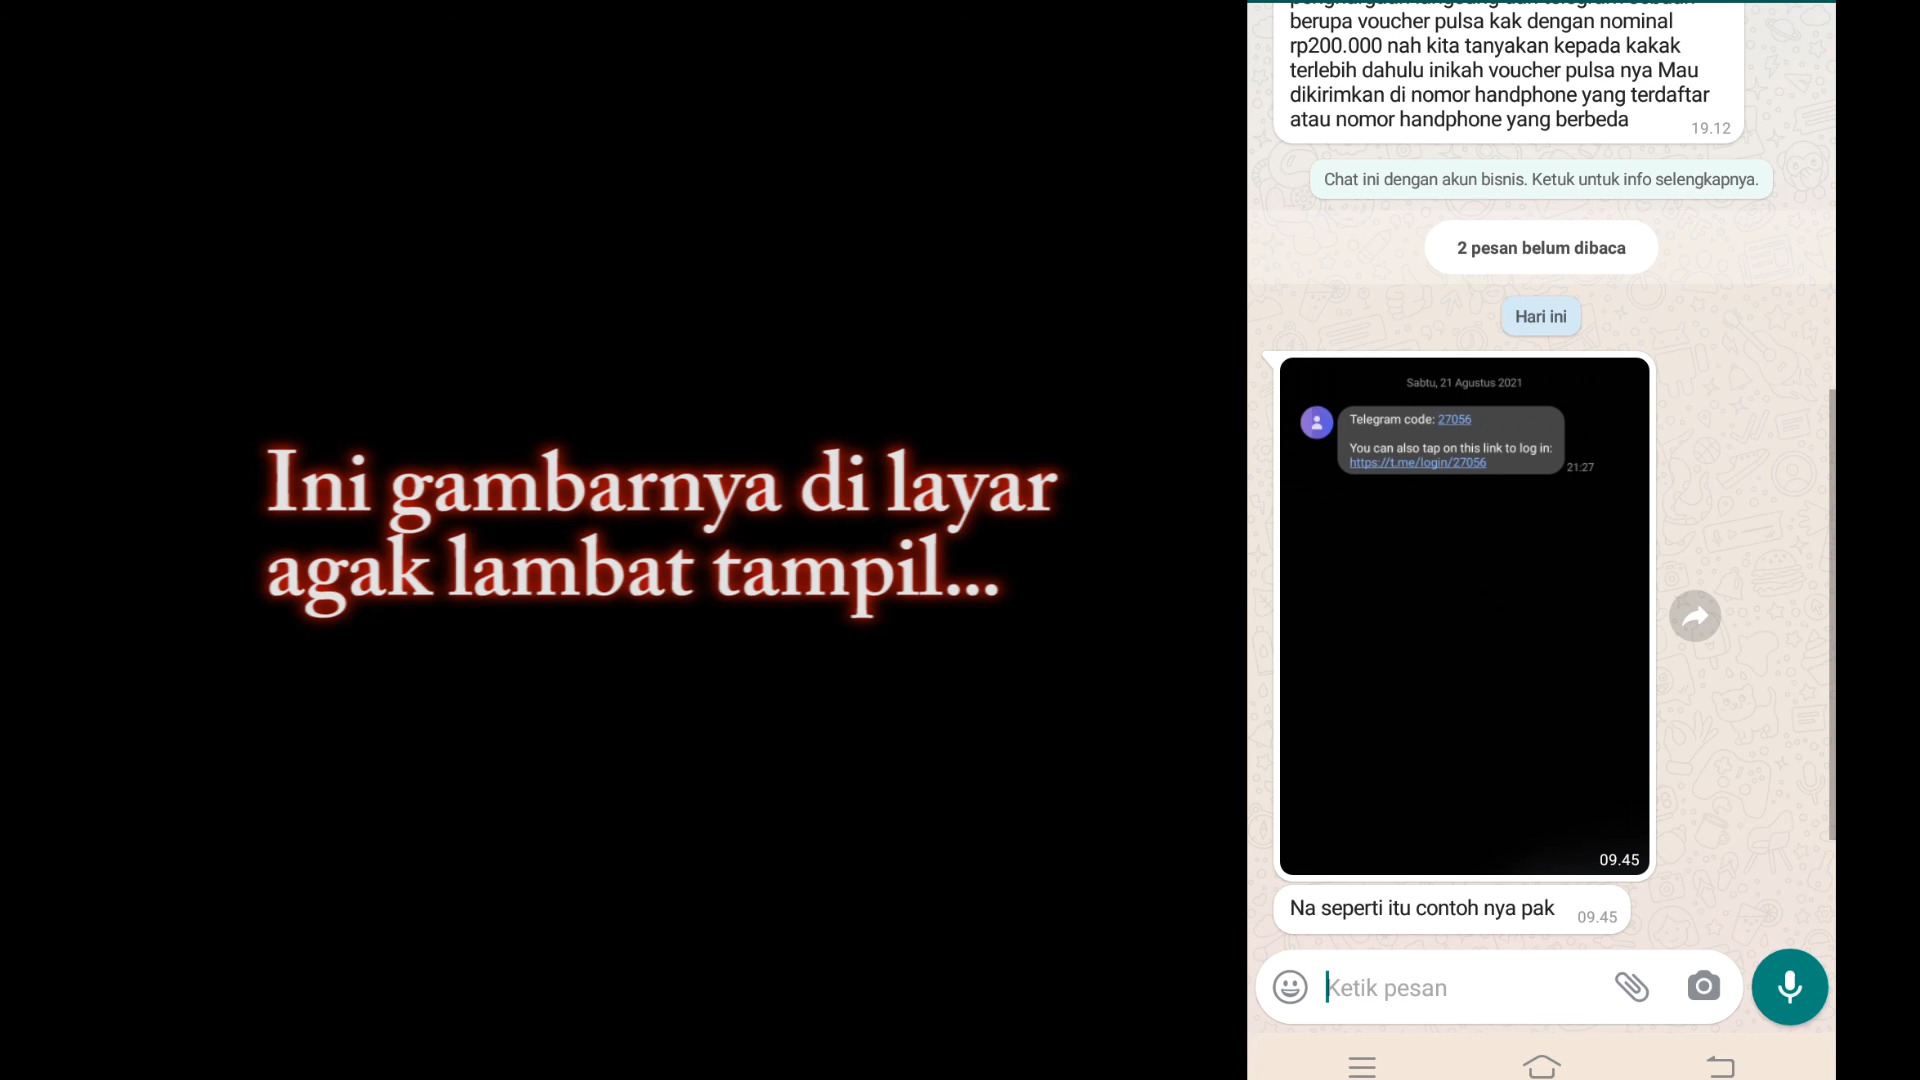 Ini gambarnya di layar
agak lambat tampil...
berupa voucher pulsa kak dengan nominal
rp200.000 nah kita tanyakan kepada kakak
terlebih dahulu inikah voucher pulsa nya Mau
dikirimkan di nomor handphone yang terdaftar
atau nomor handphone yang berbeda
19.12
Chat ini dengan akun bisnis. Ketuk untuk info selengkapnya.
2 pesan belum dibaca
Hari ini
Sabtu, 21 Agustus 2021
Telegram code: 27056
You can also tap on this link to log in:
https://t.me/login/27056
21:27
09.45
Na seperti itu contoh nya pak
09.45
Ketik pesan